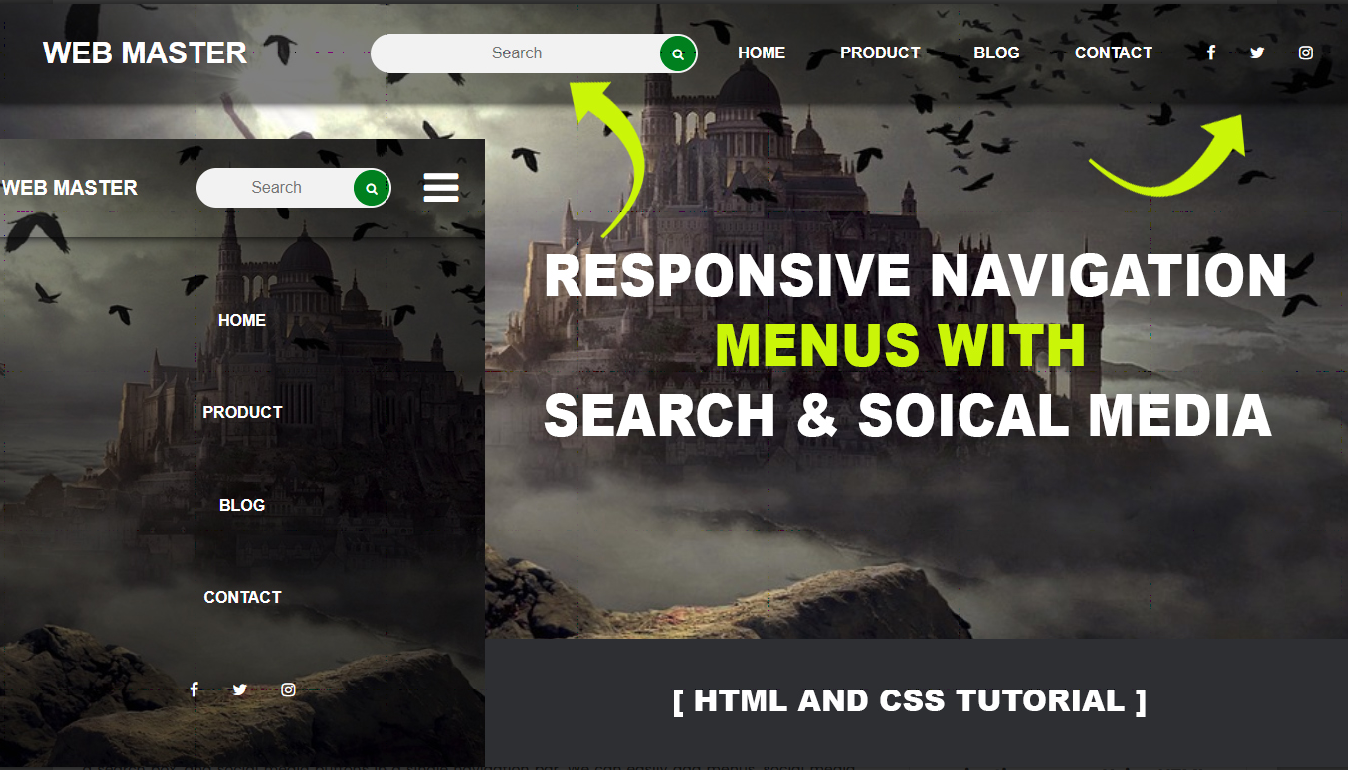 WEB MASTER
Search
HOME
PRODUCT
BLOG
CONTACT
WEB MASTER
Search
HOME
PRODUCT
BLOG
CONTACT
RESPONSIVE NAVIGATION
MENUS WITH
SEARCH & SOICAL MEDIA
[ HTML AND CSS TUTORIAL ]